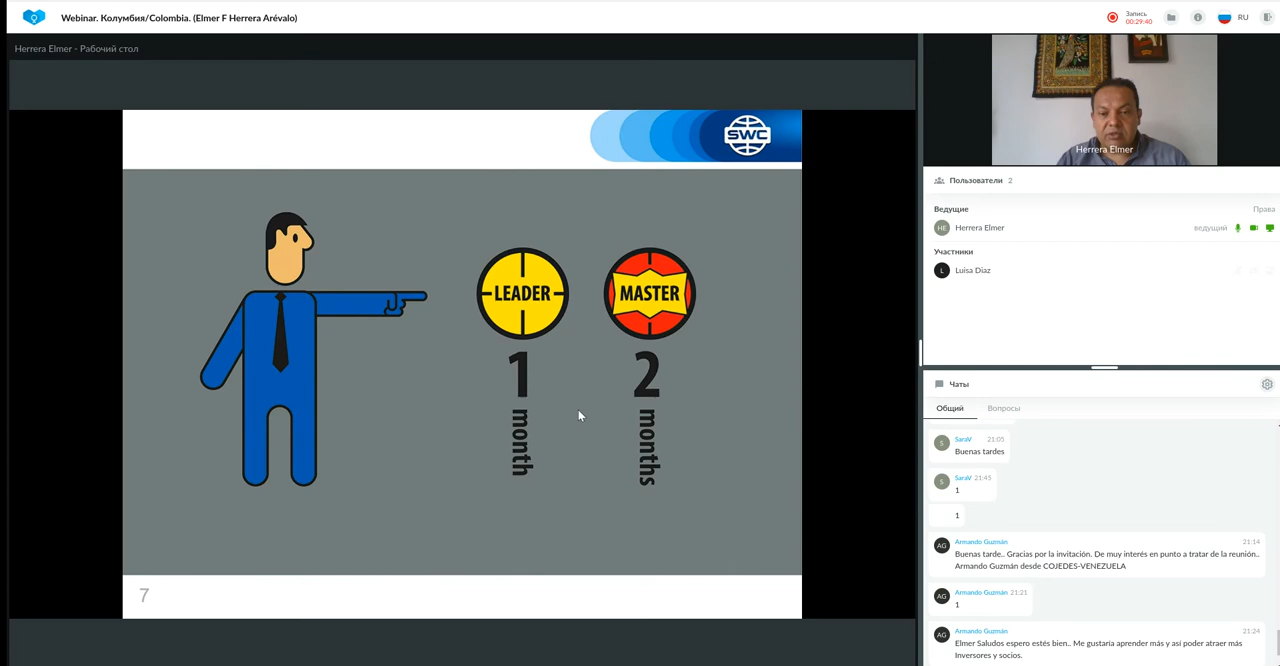 Webinar. Колумбия/Colombia. (Elmer F Herrera Arévalo)
Запись
00:29:40
RU
Herrera Elmer - Рабочий стол
SWC
LEADER
MASTER
1
month
2
months
7
Herrera Elmer
Пользователи 2
Ведущие
Права
HE
Herrera Elmer
ведущий
Участники
L
Luisa Diaz
Чаты
Общий
Вопросы
S
SaraV 21:05
Buenas tardes
S
SaraV 21:45
1
1
AG
Armando Guzmán 21:14
Buenas tarde.. Gracias por la invitación. De muy interés en punto a tratar de la reunión..
Armando Guzmán desde COJEDES-VENEZUELA
AG
Armando Guzmán 21:21
1
AG
Armando Guzmán 21:24
Elmer Saludos espero estés bien.. Me gustaría aprender más y así poder atraer más
Inversores y socios.